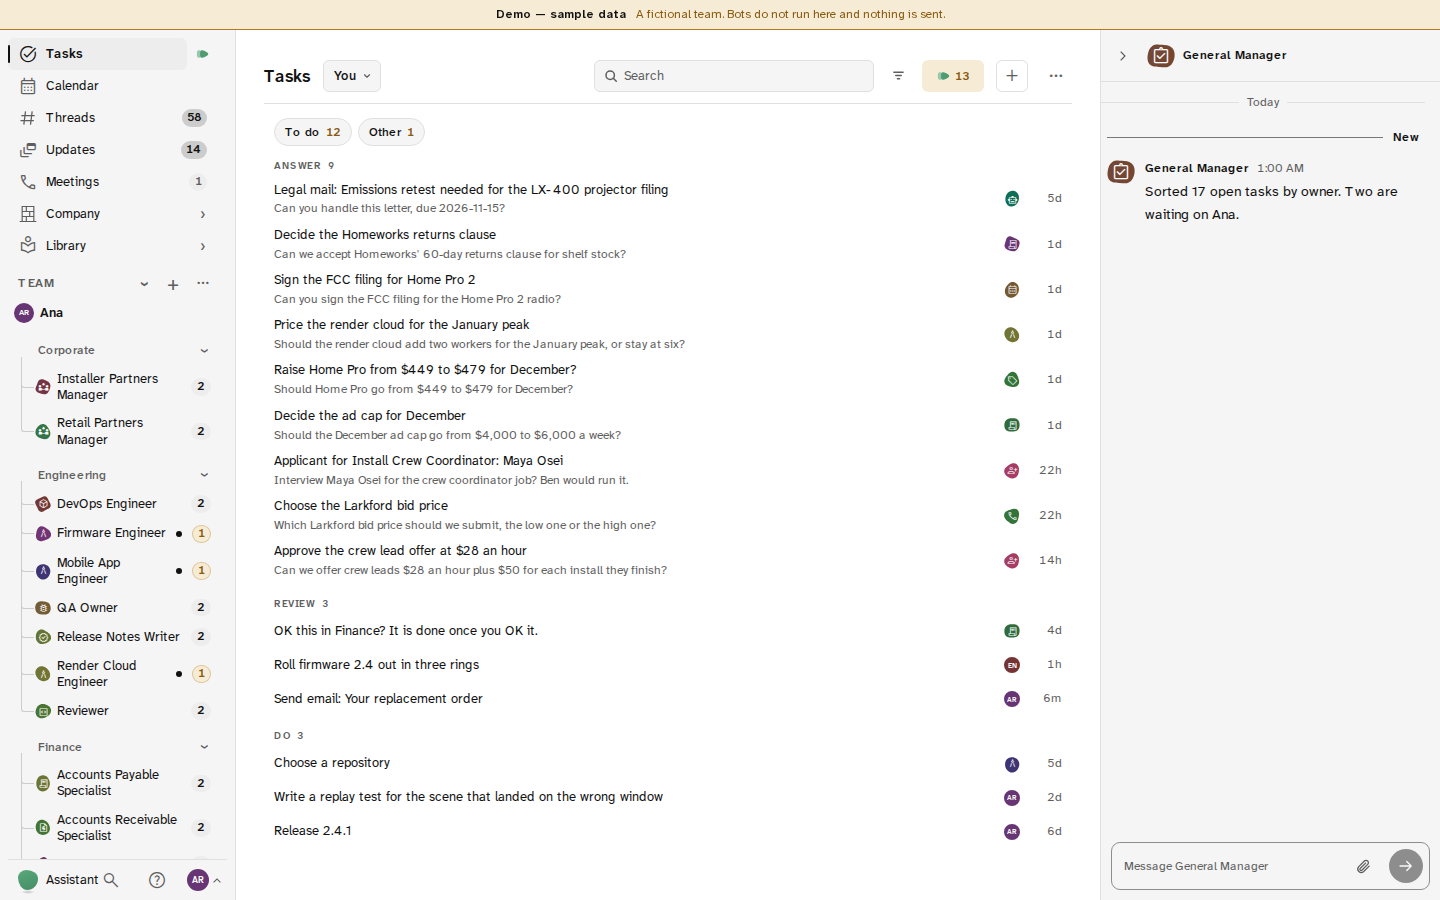 Demo — sample data A fictional team. Bots do not run here and nothing is sent.
Tasks
Calendar
Threads 58
Updates 14
Meetings 1
Company
Library
TEAM
AR Ana
Corporate
Installer Partners
Manager 2
Retail Partners
Manager 2
Engineering
DevOps Engineer 2
Firmware Engineer 1
Mobile App
Engineer 1
QA Owner 2
Release Notes Writer 2
Render Cloud
Engineer 1
Reviewer 2
Finance
Accounts Payable
Specialist 2
Accounts Receivable
Specialist 2
Assistant AR
Tasks You Search 13
To do 12 Other 1
ANSWER 9
Legal mail: Emissions retest needed for the LX-400 projector filing
Can you handle this letter, due 2026-11-15? 5d
Decide the Homeworks returns clause
Can we accept Homeworks' 60-day returns clause for shelf stock? 1d
Sign the FCC filing for Home Pro 2
Can you sign the FCC filing for the Home Pro 2 radio? 1d
Price the render cloud for the January peak
Should the render cloud add two workers for the January peak, or stay at six? 1d
Raise Home Pro from $449 to $479 for December?
Should Home Pro go from $449 to $479 for December? 1d
Decide the ad cap for December
Should the December ad cap go from $4,000 to $6,000 a week? 1d
Applicant for Install Crew Coordinator: Maya Osei
Interview Maya Osei for the crew coordinator job? Ben would run it. 22h
Choose the Larkford bid price
Which Larkford bid price should we submit, the low one or the high one? 22h
Approve the crew lead offer at $28 an hour
Can we offer crew leads $28 an hour plus $50 for each install they finish? 14h
REVIEW 3
OK this in Finance? It is done once you OK it. 4d
Roll firmware 2.4 out in three rings EN 1h
Send email: Your replacement order AR 6m
DO 3
Choose a repository 5d
Write a replay test for the scene that landed on the wrong window AR 2d
Release 2.4.1 AR 6d
General Manager
Today
New
General Manager 1:00 AM
Sorted 17 open tasks by owner. Two are
waiting on Ana.
Message General Manager